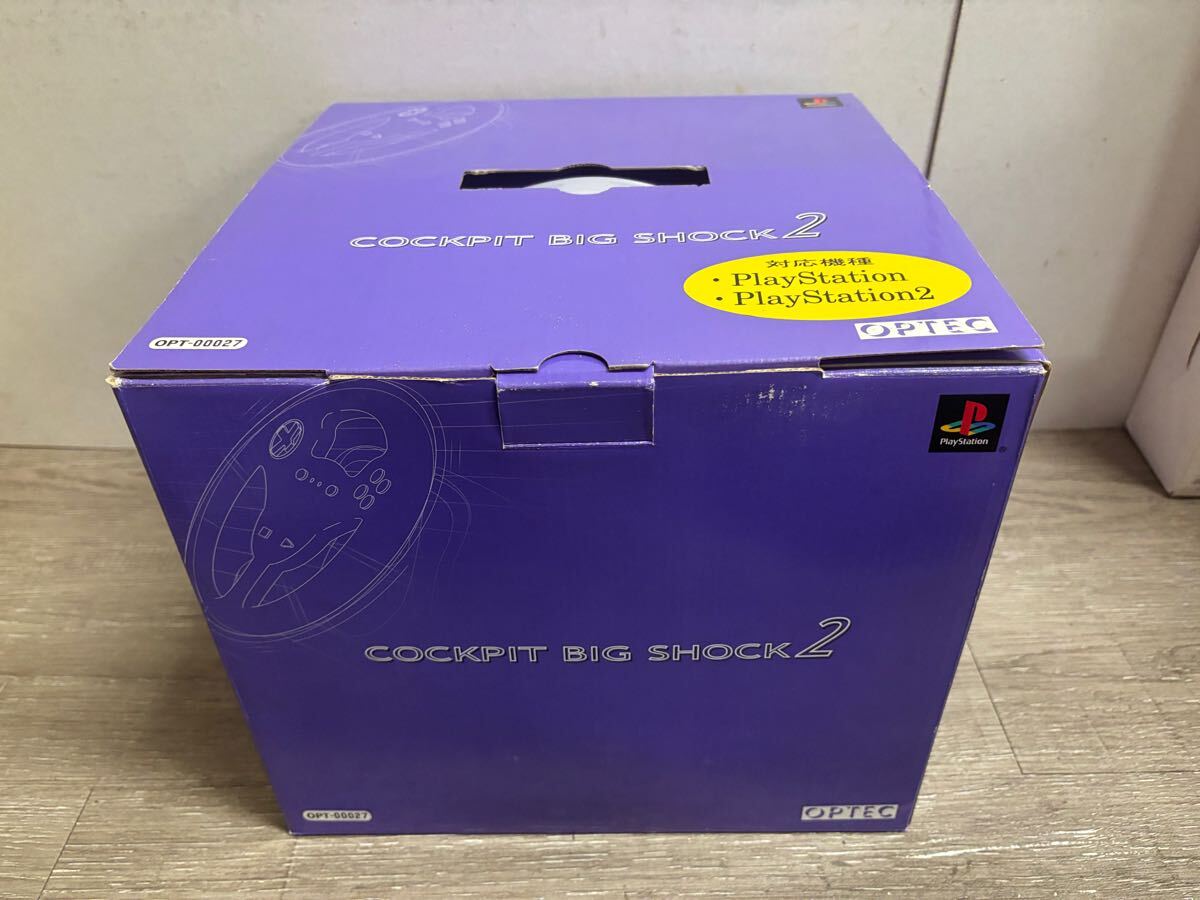 COCKPIT BIG SHOCK 2
対応機種
・PlayStation
・PlayStation2
OPTEC
OPT-00027
PlayStation
COCKPIT BIG SHOCK 2
OPT-00027
OPTEC